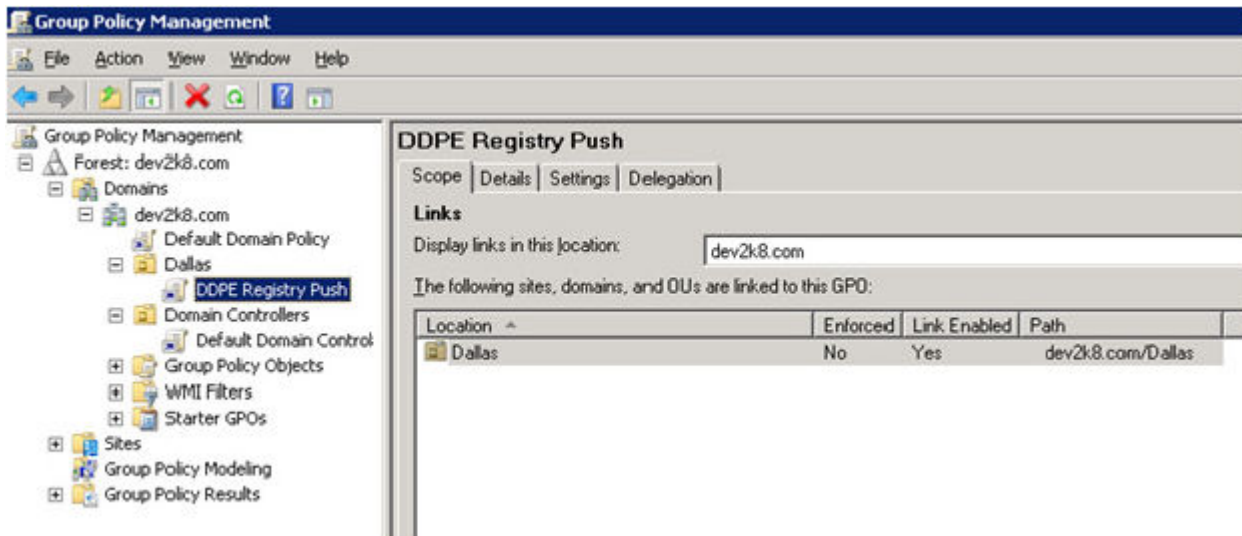 Group Policy Management
File Action View Window Help
Group Policy Management
Forest: dev2k8.com
Domains
dev2k8.com
Default Domain Policy
Dallas
DDPE Registry Push
Domain Controllers
Default Domain Control
Group Policy Objects
WMI Filters
Starter GPOs
Sites
Group Policy Modeling
Group Policy Results
DDPE Registry Push
Scope Details Settings Delegation
Links
Display links in this location: dev2k8.com
The following sites, domains, and OUs are linked to this GPO:
Location Enforced Link Enabled Path
Dallas No Yes dev2k8.com/Dallas